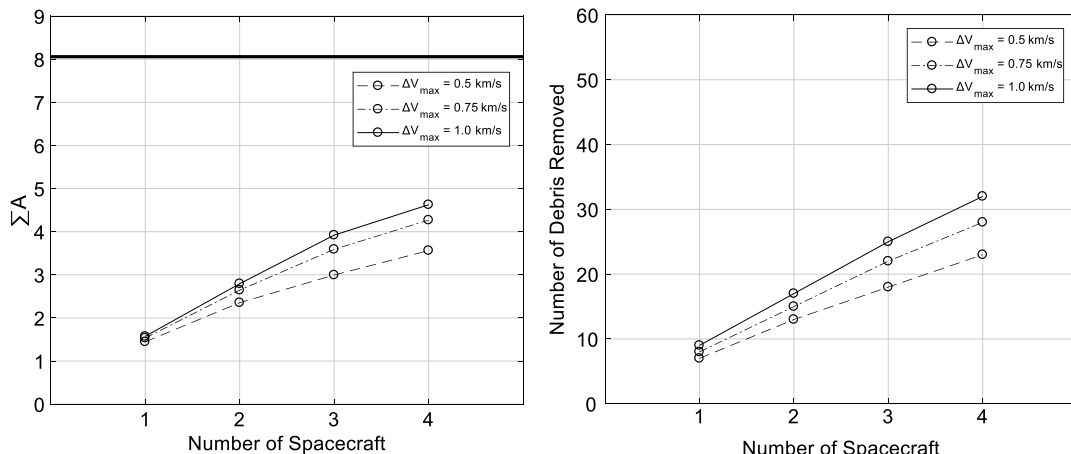 9
8
7
6
5
4
3
2
1
0
ΣA
ΔVmax = 0.5 km/s
ΔVmax = 0.75 km/s
ΔVmax = 1.0 km/s
1 2 3 4
Number of Spacecraft
60
50
40
30
20
10
0
Number of Debris Removed
ΔVmax = 0.5 km/s
ΔVmax = 0.75 km/s
ΔVmax = 1.0 km/s
1 2 3 4
Number of Spacecraft